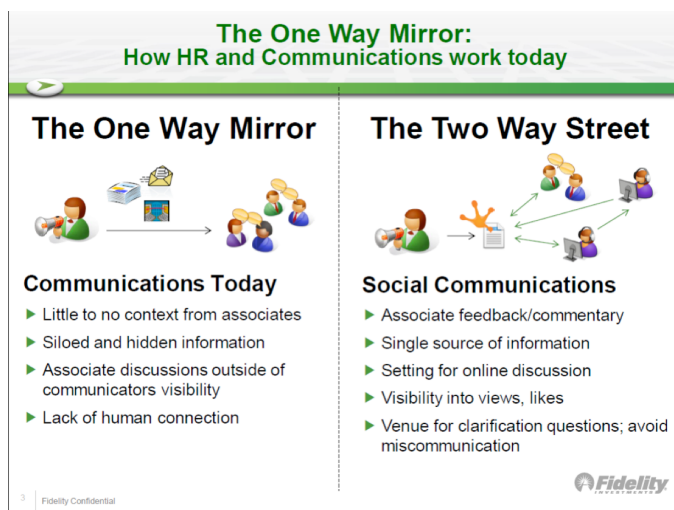 The One Way Mirror:
How HR and Communications work today
The One Way Mirror
Communications Today
Little to no context from associates
Siloed and hidden information
Associate discussions outside of
communicators visibility
Lack of human connection
The Two Way Street
Social Communications
Associate feedback/commentary
Single source of information
Setting for online discussion
Visibility into views, likes
Venue for clarification questions; avoid
miscommunication
3
Fidelity Confidential
Fidelity
INVESTMENTS